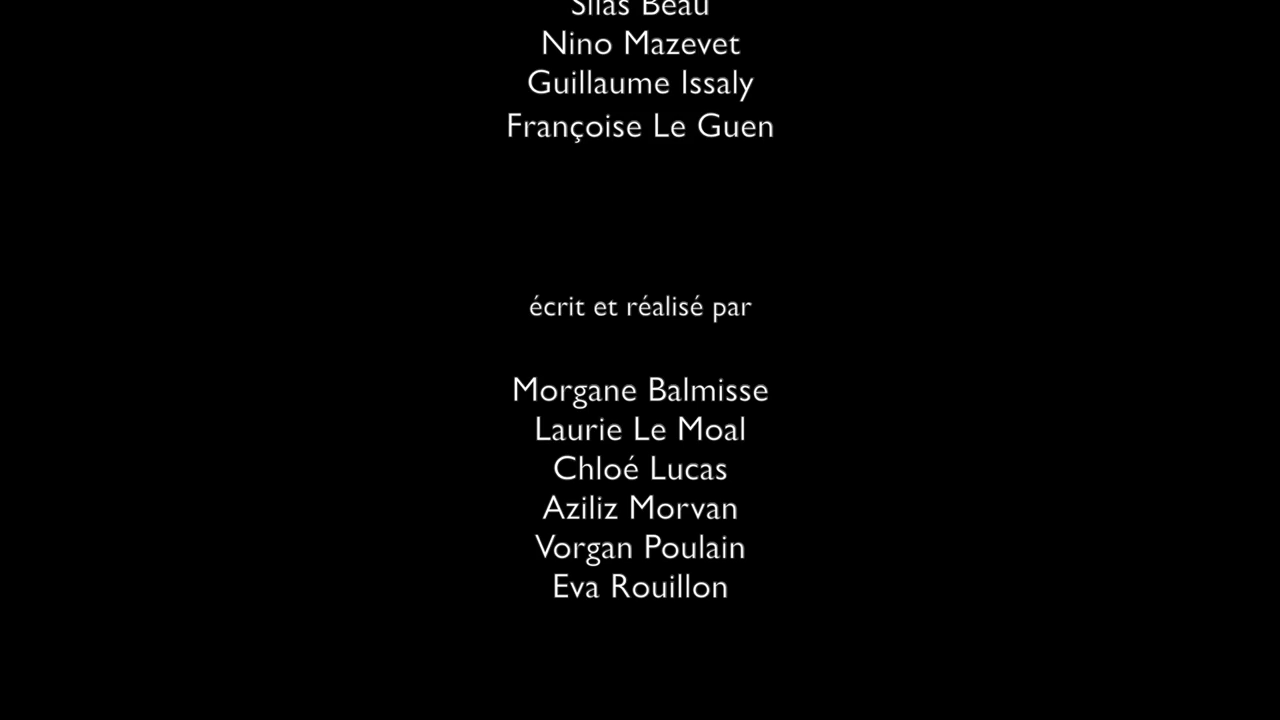 Silas Beau
Nino Mazevet
Guillaume Issaly
Françoise Le Guen
écrit et réalisé par
Morgane Balmisse
Laurie Le Moal
Chloé Lucas
Aziliz Morvan
Vorgan Poulain
Eva Rouillon